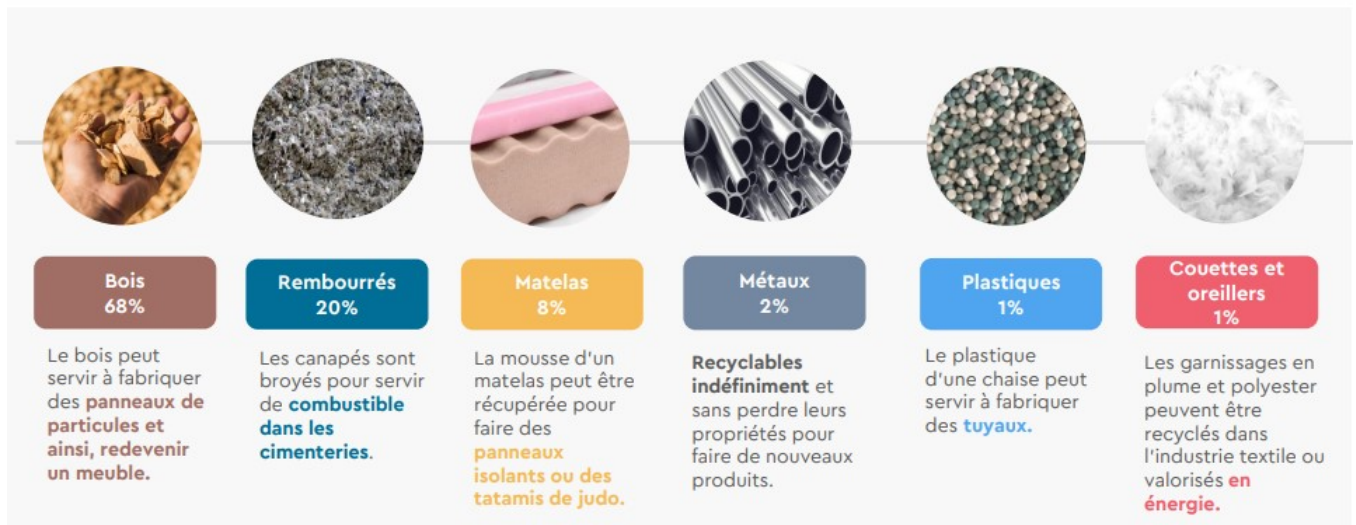 Bois
68%
Le bois peut
servir à fabriquer
des panneaux de
particules et
ainsi, redevenir
un meuble.
Rembourrés
20%
Les canapés sont
broyés pour servir
de combustible
dans les
cimenteries.
Matelas
8%
La mousse d'un
matelas peut être
récupérée pour
faire des
panneaux
isolants ou des
tatamis de judo.
Métaux
2%
Recyclables
indéfiniment et
sans perdre leurs
propriétés pour
faire de nouveaux
produits.
Plastiques
1%
Le plastique
d'une chaise peut
servir à fabriquer
des tuyaux.
Couettes et
oreillers
1%
Les garnissages en
plume et polyester
peuvent être
recyclés dans
l'industrie textile ou
valorisés en
énergie.